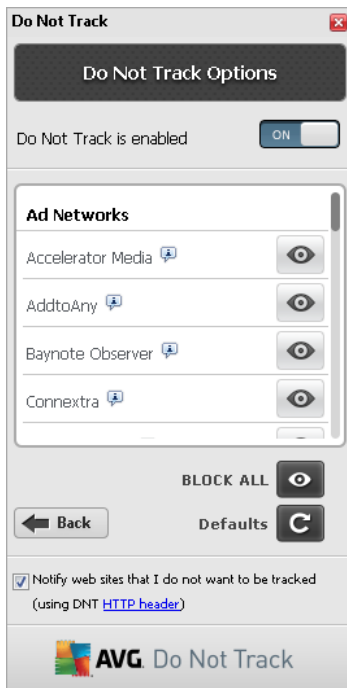 Do Not Track
Do Not Track Options
Do Not Track is enabled
ON
Ad Networks
Accelerator Media
AddtoAny
Baynote Observer
Connextra
BLOCK ALL
Back
Defaults
Notify web sites that I do not want to be tracked
(using DNT HTTP header)
AVG. Do Not Track